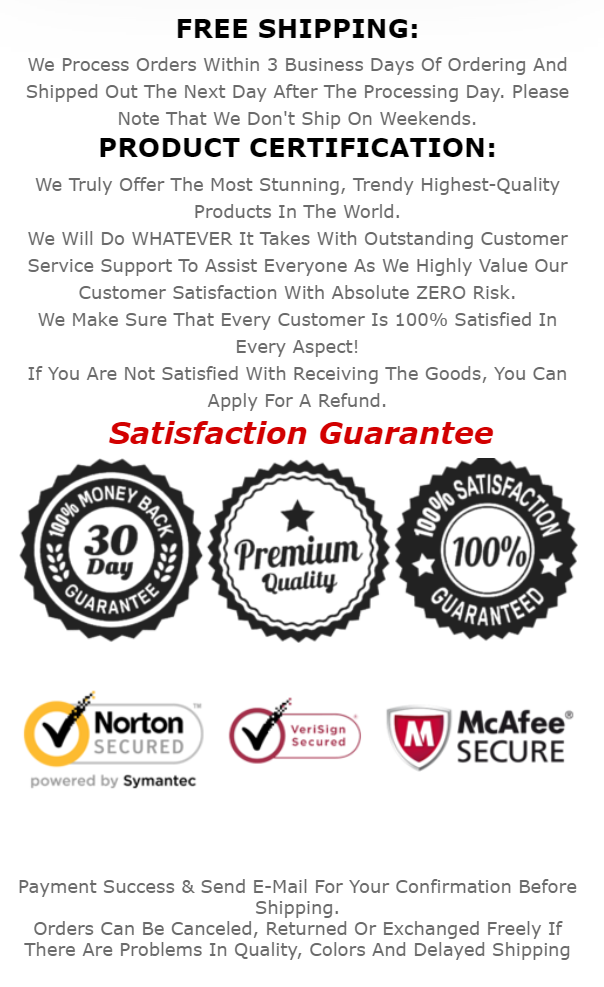 FREE SHIPPING:
We Process Orders Within 3 Business Days Of Ordering And
Shipped Out The Next Day After The Processing Day. Please
Note That We Don't Ship On Weekends.
PRODUCT CERTIFICATION:
We Truly Offer The Most Stunning, Trendy Highest-Quality
Products In The World.
We Will Do WHATEVER It Takes With Outstanding Customer
Service Support To Assist Everyone As We Highly Value Our
Customer Satisfaction With Absolute ZERO Risk.
We Make Sure That Every Customer Is 100% Satisfied In
Every Aspect!
If You Are Not Satisfied With Receiving The Goods, You Can
Apply For A Refund.
Satisfaction Guarantee
100% MONEY BACK
30
Day
GUARANTEE
Premium
Quality
100% SATISFACTION
100%
GUARANTEED
Norton™
SECURED
powered by Symantec
VeriSign
Secured
M
McAfee®
SECURE
Payment Success & Send E-Mail For Your Confirmation Before
Shipping.
Orders Can Be Canceled, Returned Or Exchanged Freely If
There Are Problems In Quality, Colors And Delayed Shipping